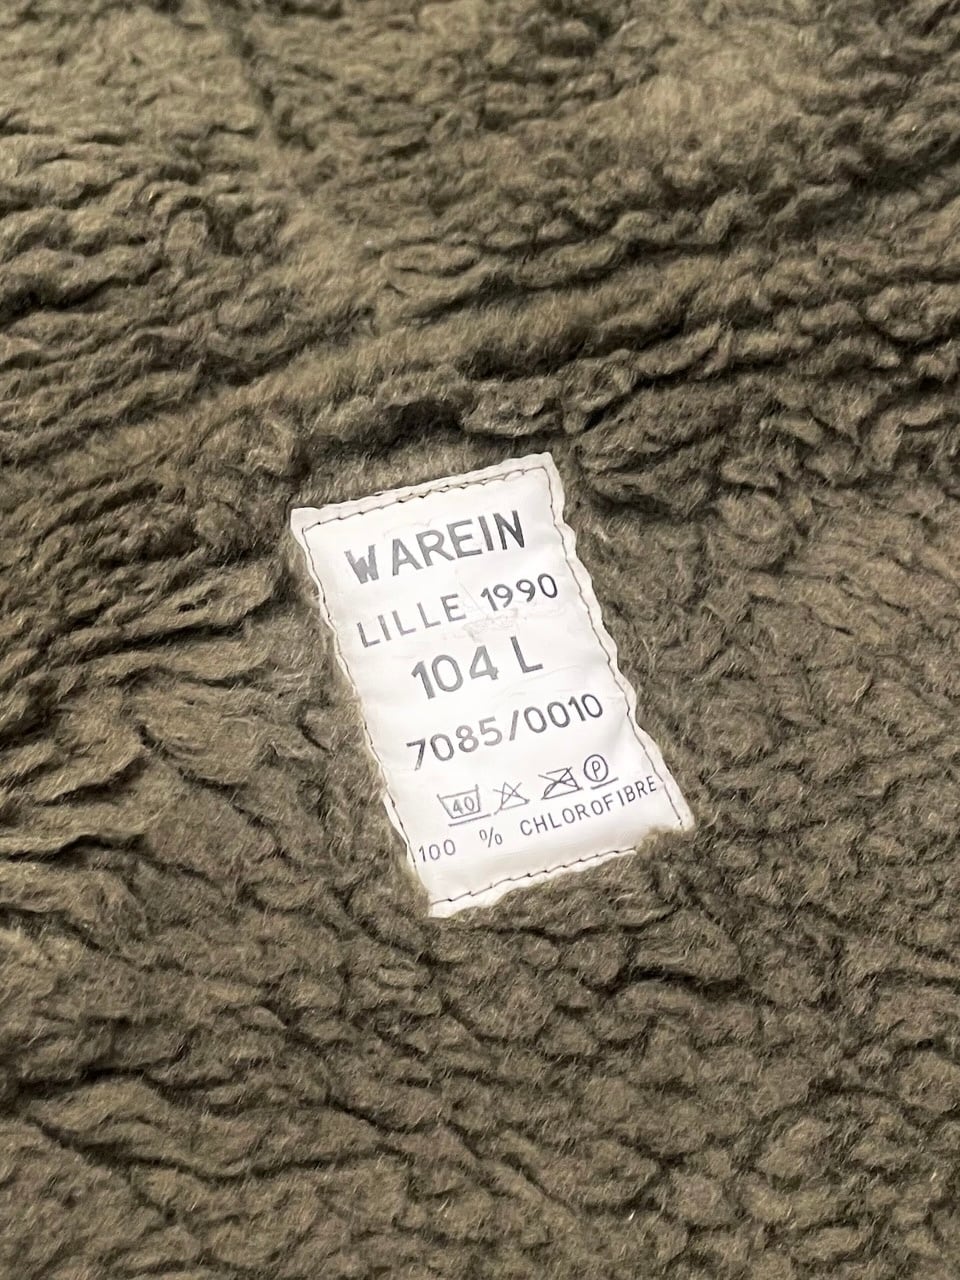 WAREIN
LILLE 1990
104 L
7085/0010
40 P
100 % CHLOROFIBRE